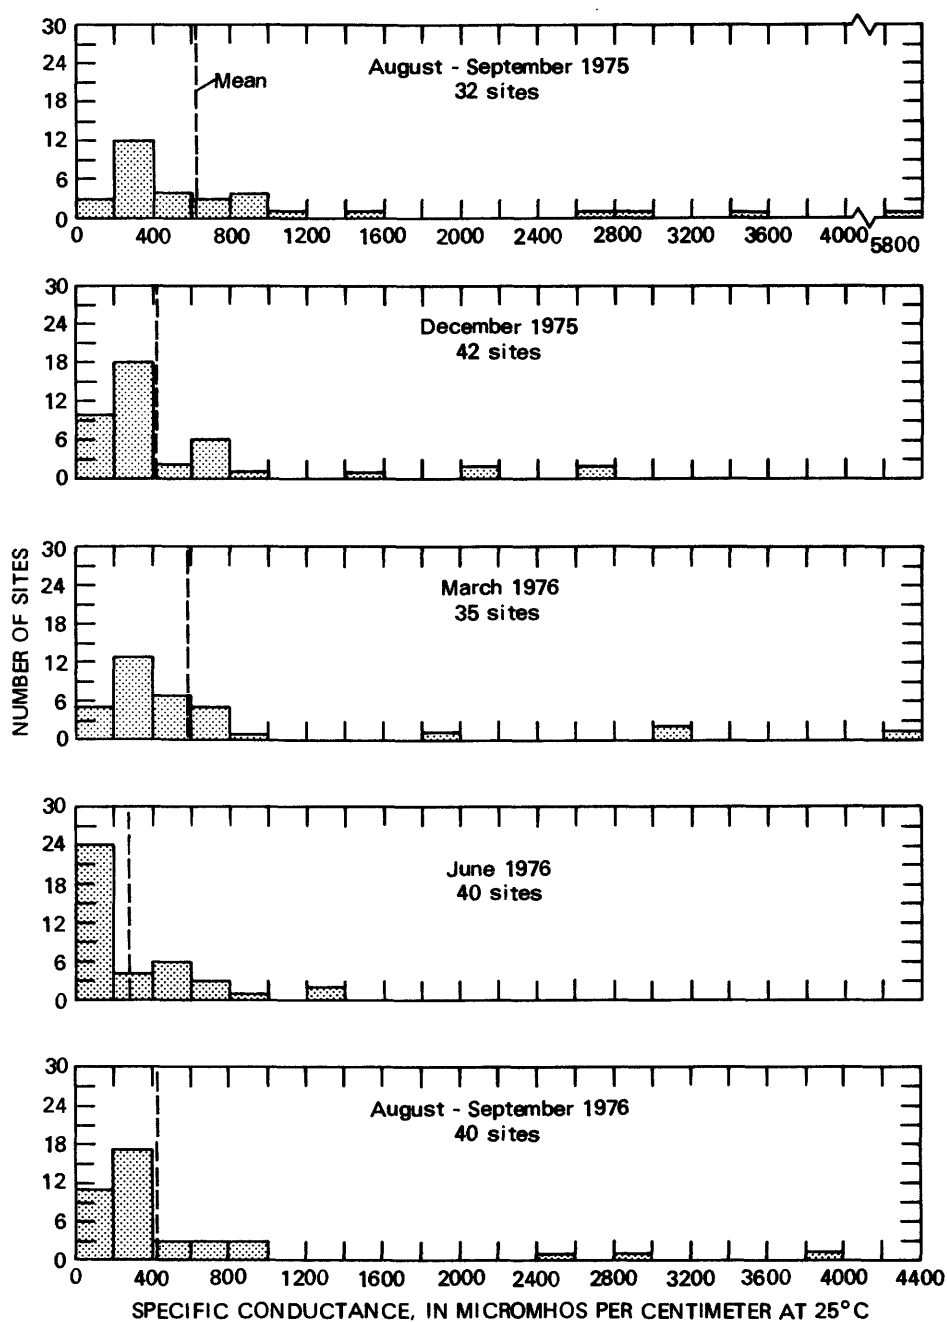 30
24
18
12
6
0
August - September 1975
32 sites
Mean
0 400 800 1200 1600 2000 2400 2800 3200 3600 4000 5800
30
24
18
12
6
0
December 1975
42 sites
NUMBER OF SITES
30
24
18
12
6
0
March 1976
35 sites
30
24
18
12
6
0
June 1976
40 sites
30
24
18
12
6
0
August - September 1976
40 sites
0 400 800 1200 1600 2000 2400 2800 3200 3600 4000 4400
SPECIFIC CONDUCTANCE, IN MICROMHOS PER CENTIMETER AT 25°C